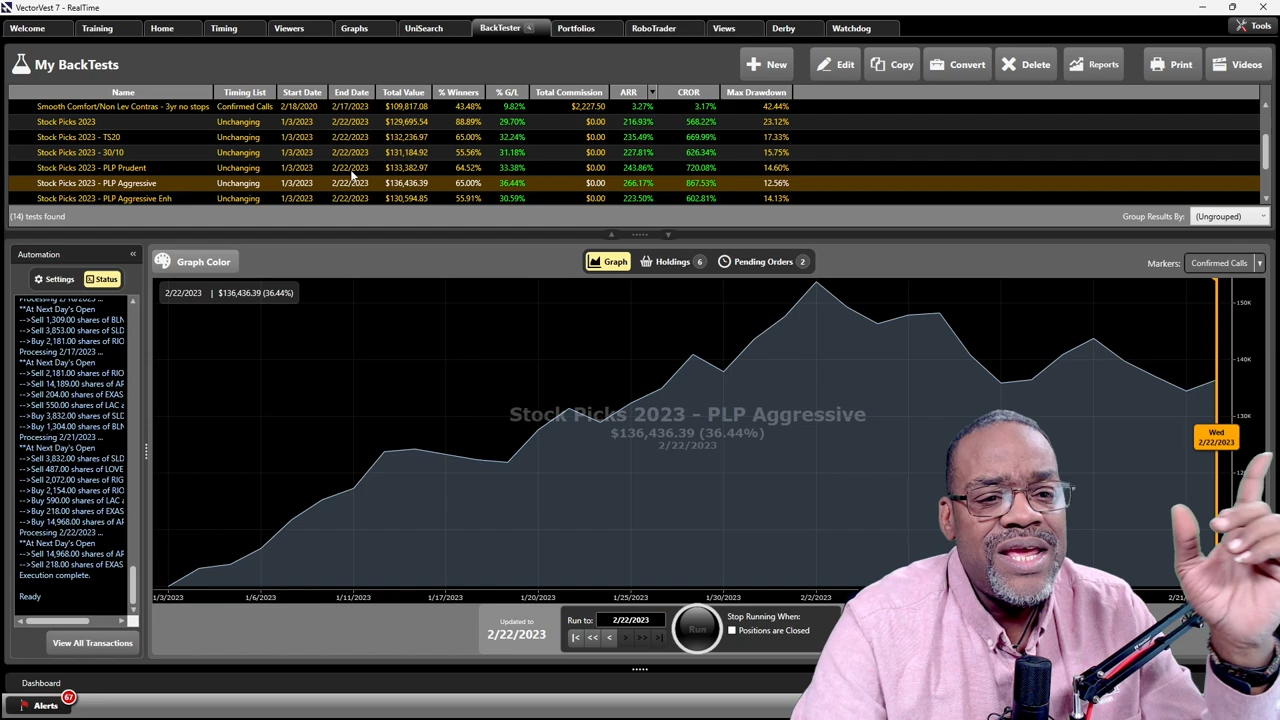 VectorVest 7 - RealTime
Welcome Training Home Timing Viewers Graphs UniSearch BackTester Portfolios RoboTrader Views Derby Watchdog Tools
My BackTests
New Edit Copy Convert Delete Reports Print Videos
Name Timing List Start Date End Date Total Value % Winners % G/L Total Commission ARR CROR Max Drawdown
Smooth Comfort/Non Lev Contras - 3yr no stops Confirmed Calls 2/18/2020 2/17/2023 $109,817.08 43.48% 9.82% $2,227.50 3.27% 3.17% 42.44%
Stock Picks 2023 Unchanging 1/3/2023 2/22/2023 $129,695.54 88.89% 29.70% $0.00 216.93% 568.22% 23.12%
Stock Picks 2023 - TS20 Unchanging 1/3/2023 2/22/2023 $132,236.97 65.00% 32.24% $0.00 235.49% 669.99% 17.33%
Stock Picks 2023 - 30/10 Unchanging 1/3/2023 2/22/2023 $131,184.92 55.56% 31.18% $0.00 227.81% 626.34% 15.75%
Stock Picks 2023 - PLP Prudent Unchanging 1/3/2023 2/22/2023 $133,382.97 64.52% 33.38% $0.00 243.86% 720.08% 14.60%
Stock Picks 2023 - PLP Aggressive Unchanging 1/3/2023 2/22/2023 $136,436.39 65.00% 36.44% $0.00 266.17% 867.53% 12.56%
Stock Picks 2023 - PLP Aggressive Enh Unchanging 1/3/2023 2/22/2023 $130,594.85 55.91% 30.59% $0.00 223.50% 602.81% 14.13%
(14) tests found Group Results By: (Ungrouped)
Automation
Graph Color Graph Holdings 6 Pending Orders 2 Markers: Confirmed Calls
Settings Status
2/22/2023 | $136,436.39 (36.44%)
**At Next Day's Open
-->Sell 1,309.00 shares of BLN
-->Sell 3,853.00 shares of SLD
-->Buy 2,181.00 shares of RIO
Processing 2/17/2023 ...
**At Next Day's Open
-->Sell 2,181.00 shares of RIO
-->Sell 14,189.00 shares of AF
-->Sell 204.00 shares of EXAS
-->Sell 550.00 shares of LAC a
-->Buy 3,832.00 shares of SLD
-->Buy 1,304.00 shares of BLN
Processing 2/21/2023 ...
**At Next Day's Open
-->Sell 3,832.00 shares of SLD
-->Sell 487.00 shares of LOVE
-->Sell 2,072.00 shares of RIG
-->Buy 2,154.00 shares of RIO
-->Buy 590.00 shares of LAC a
-->Buy 218.00 shares of EXAS
-->Buy 14,968.00 shares of AF
Processing 2/22/2023 ...
**At Next Day's Open
-->Sell 14,968.00 shares of AF
-->Sell 218.00 shares of EXAS
Execution complete.
Ready
View All Transactions
150K
140K
130K
Stock Picks 2023 - PLP Aggressive
$136,436.39 (36.44%)
2/22/2023
Wed
2/22/2023
1/3/2023 1/6/2023 1/11/2023 1/17/2023 1/20/2023 1/25/2023 1/30/2023 2/2/2023
Updated to
2/22/2023
Run to: 2/22/2023
Run
Stop Running When:
Positions are Closed
Dashboard
Alerts 67